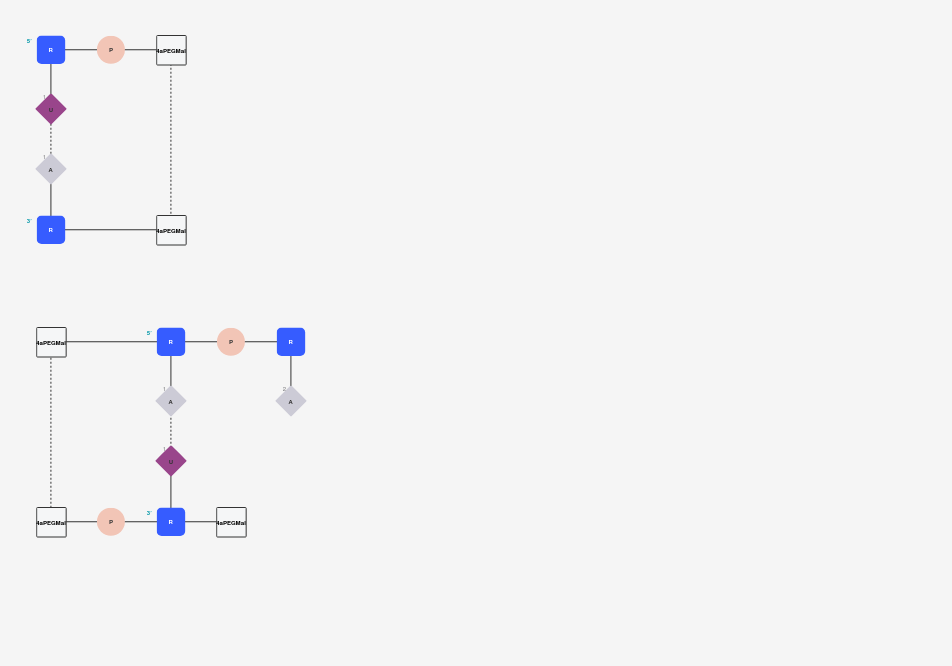 5' R P 4aPEGMal
1 U
1 A
3' R 4aPEGMal
4aPEGMal 5' R P R
1 A 2 A
1 U
4aPEGMal P 3' R 4aPEGMal